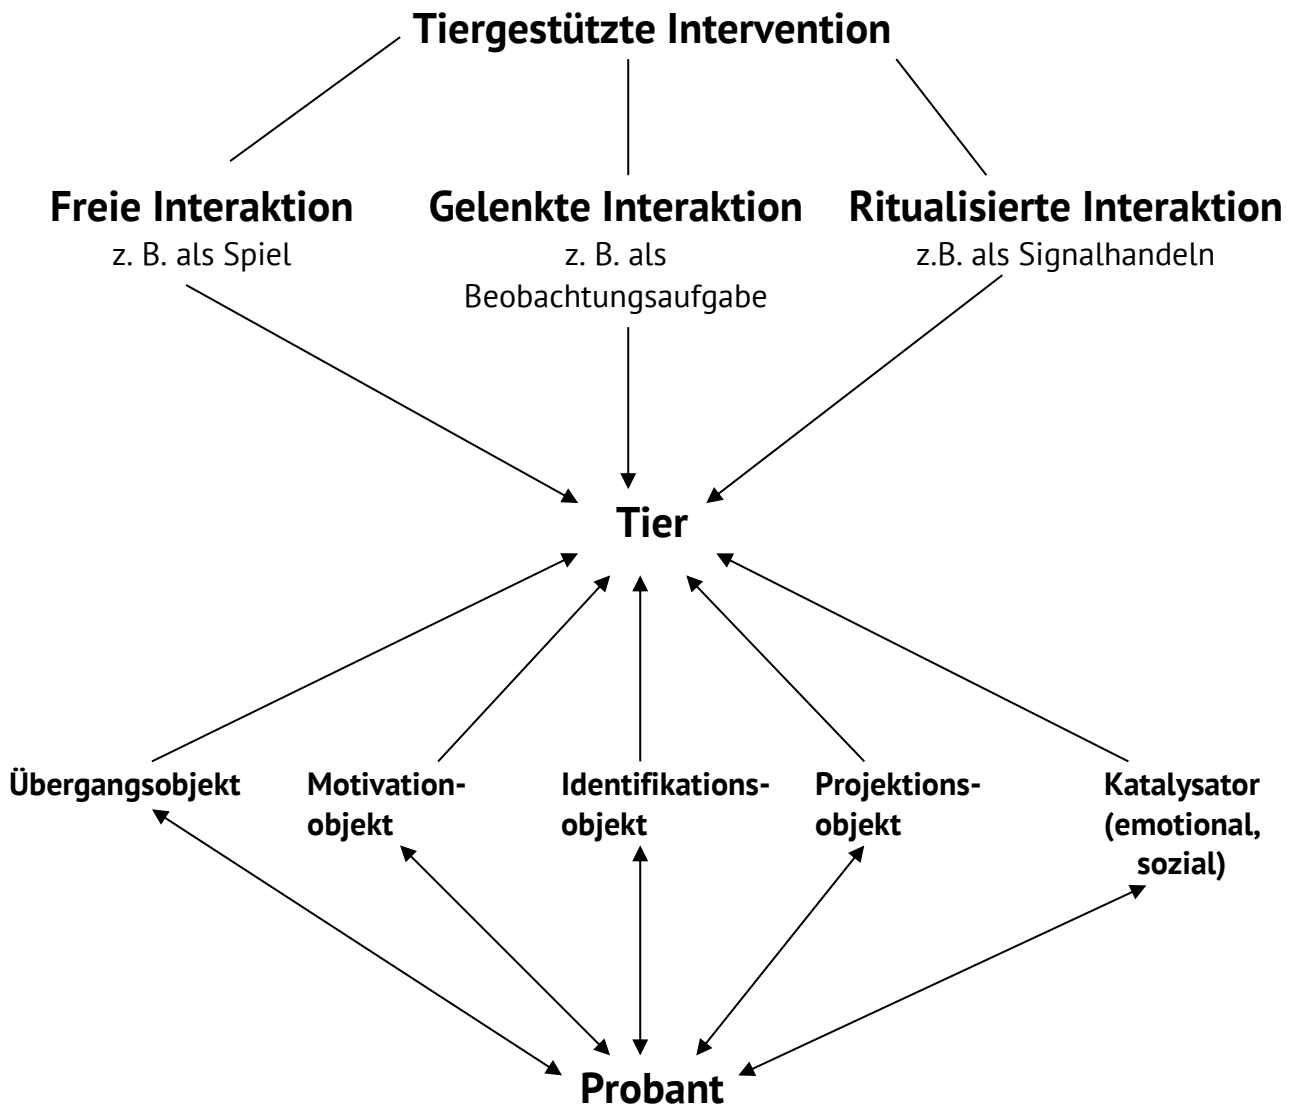 Tiergestützte Intervention
Freie Interaktion
z. B. als Spiel
Gelenkte Interaktion
z. B. als
Beobachtungsaufgabe
Ritualisierte Interaktion
z.B. als Signalhandeln
Tier
Übergangsobjekt
Motivation-
objekt
Identifikations-
objekt
Projektions-
objekt
Katalysator
(emotional,
sozial)
Probant